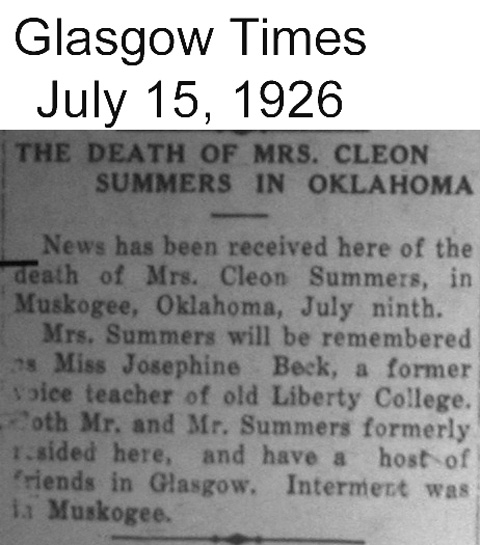 Glasgow Times
July 15, 1926
THE DEATH OF MRS. CLEON
SUMMERS IN OKLAHOMA
News has been received here of the
death of Mrs. Cleon Summers, in
Muskogee, Oklahoma, July ninth.
Mrs. Summers will be remembered
as Miss Josephine Beck, a former
voice teacher of old Liberty College.
Both Mr. and Mr. Summers formerly
resided here, and have a host of
friends in Glasgow. Interment was
in Muskogee.